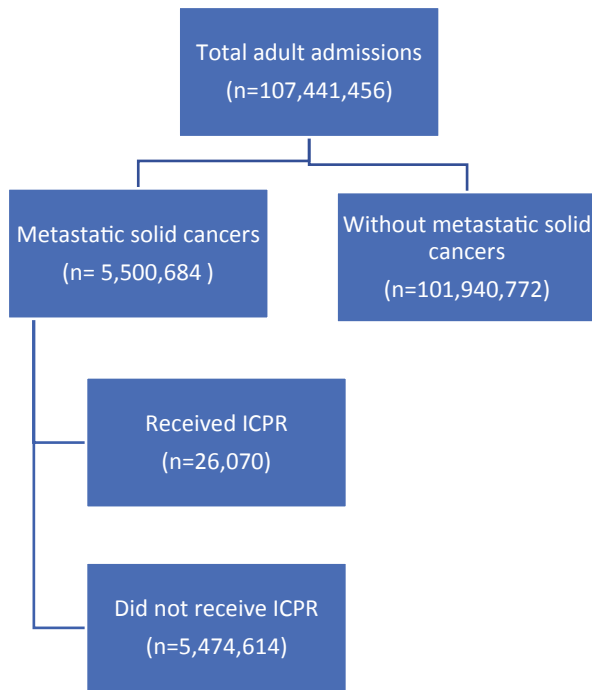 Total adult admissions
(n=107,441,456)
Metastatic solid cancers
(n= 5,500,684 )
Without metastatic solid
cancers
(n=101,940,772)
Received ICPR
(n=26,070)
Did not receive ICPR
(n=5,474,614)